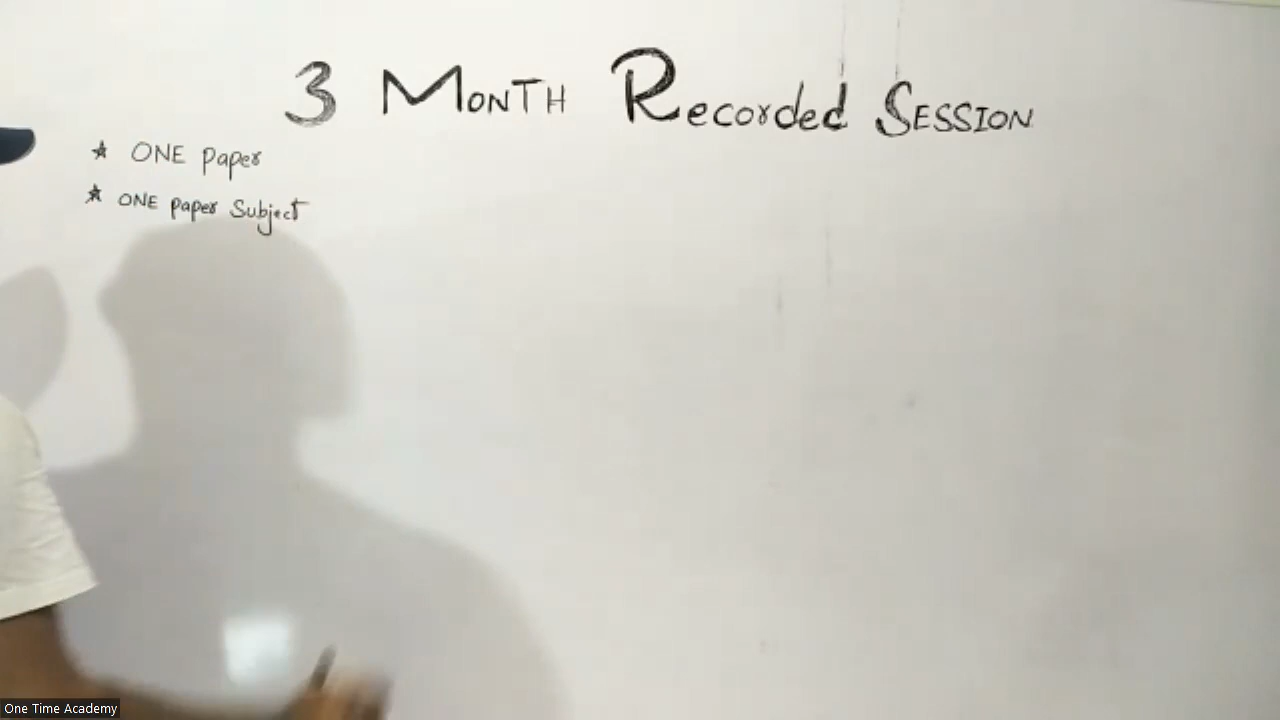 3 MONTH Recorded SESSION
★ ONE paper
★ ONE paper Subject
One Time Academy